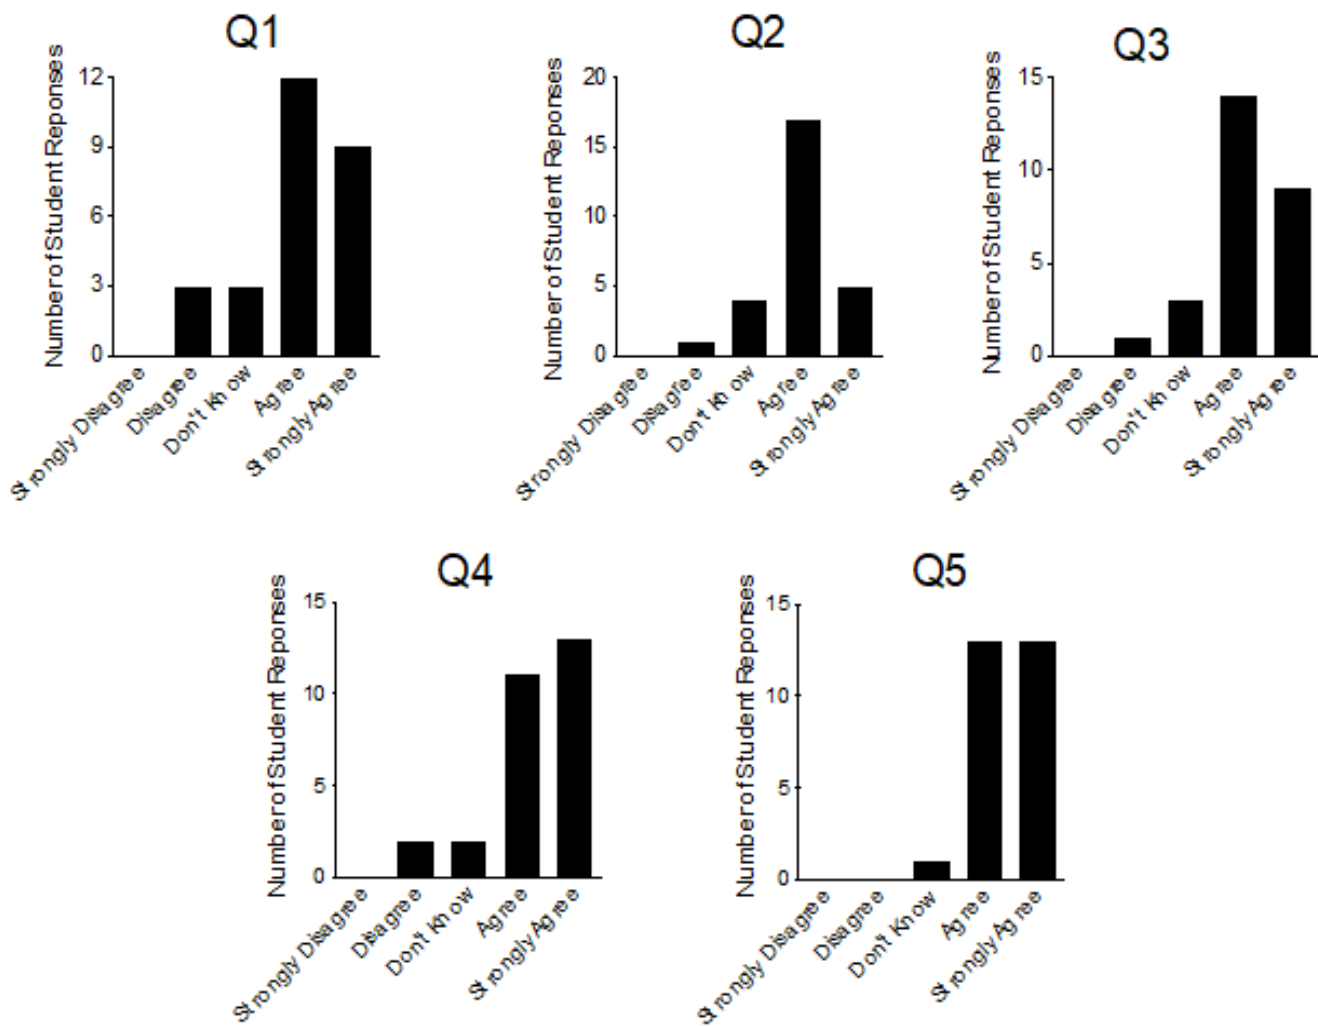 Q1
Number of Student Reponses
12
9
6
3
0
Strongly Disagree
Disagree
Don't Know
Agree
Strongly Agree
Q2
Number of Student Reponses
20
15
10
5
0
Strongly Disagree
Disagree
Don't Know
Agree
Strongly Agree
Q3
Number of Student Reponses
15
10
5
0
Strongly Disagree
Disagree
Don't Know
Agree
Strongly Agree
Q4
Number of Student Reponses
15
10
5
0
Strongly Disagree
Disagree
Don't Know
Agree
Strongly Agree
Q5
Number of Student Reponses
15
10
5
0
Strongly Disagree
Disagree
Don't Know
Agree
Strongly Agree